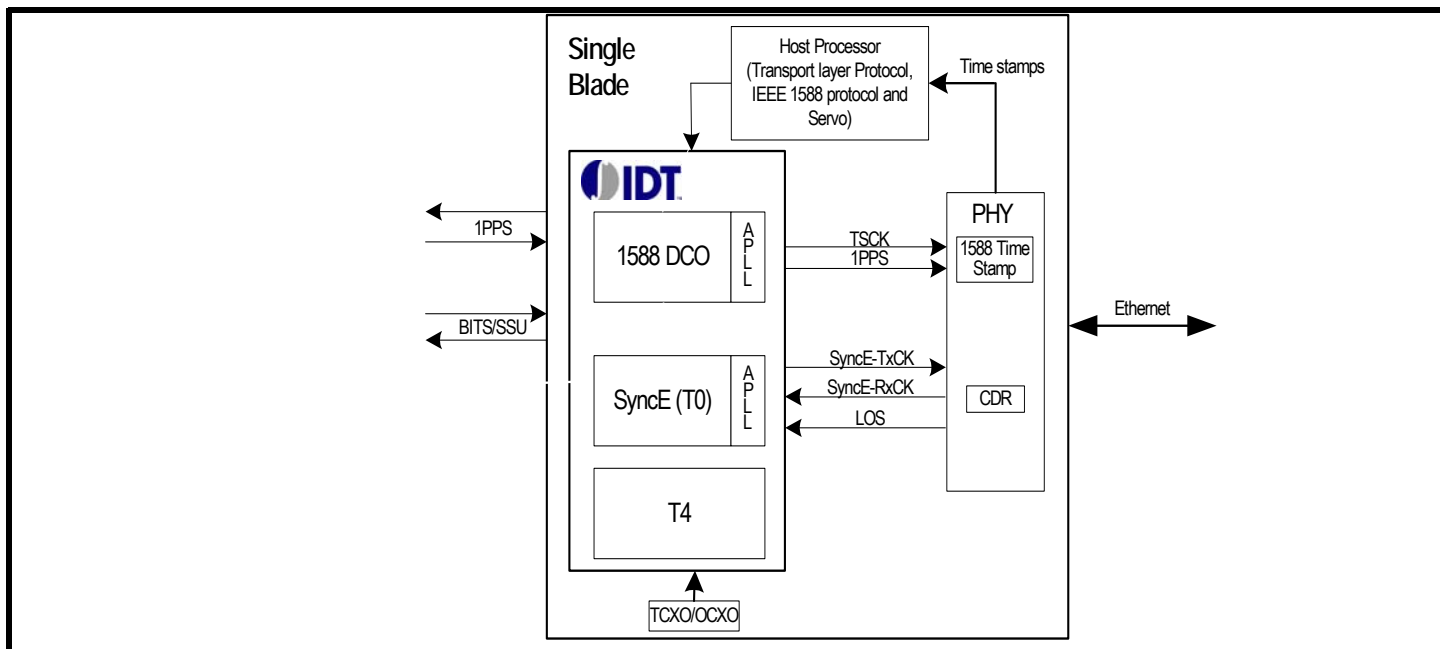 Single
Blade
Host Processor
(Transport layer Protocol,
IEEE 1588 protocol and
Servo)
Time stamps
IDT
1PPS
1588 DCO
A
P
L
L
TSCK
1PPS
PHY
1588 Time
Stamp
BITS/SSU
Ethernet
SyncE (T0)
A
P
L
L
SyncE-TxCK
SyncE-RxCK
LOS
CDR
T4
TCXO/OCXO